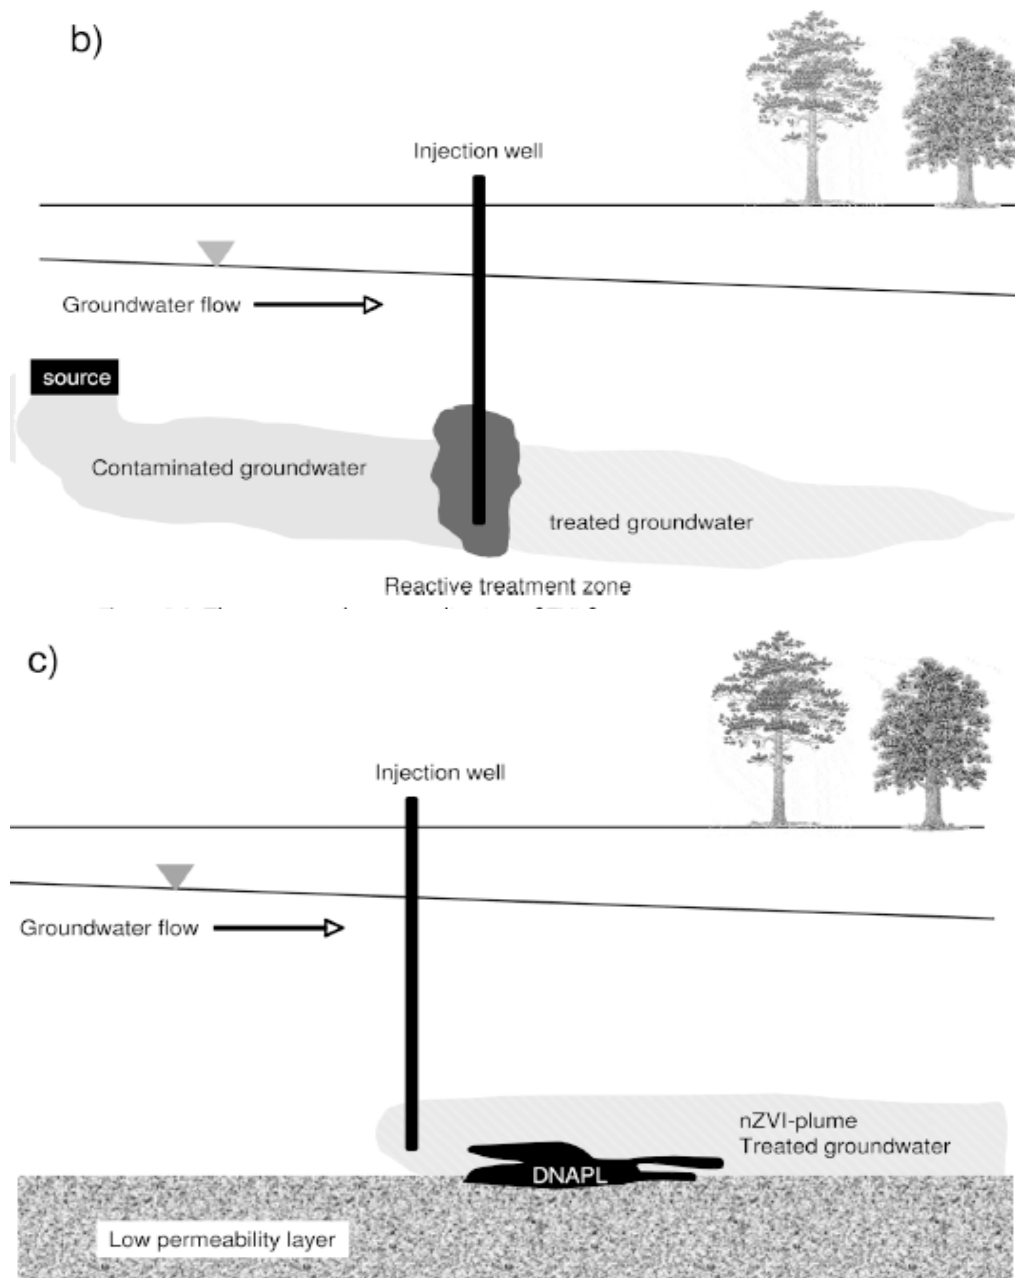 b)
Injection well
Groundwater flow
source
Contaminated groundwater
treated groundwater
Reactive treatment zone
c)
Injection well
Groundwater flow
nZVI-plume
Treated groundwater
DNAPL
Low permeability layer